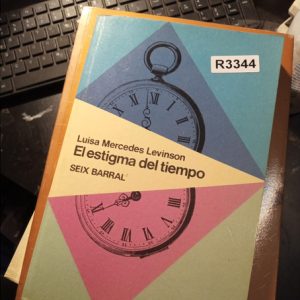 R3344
Luisa Mercedes Levinson
El estigma del tiempo
SEIX BARRAL